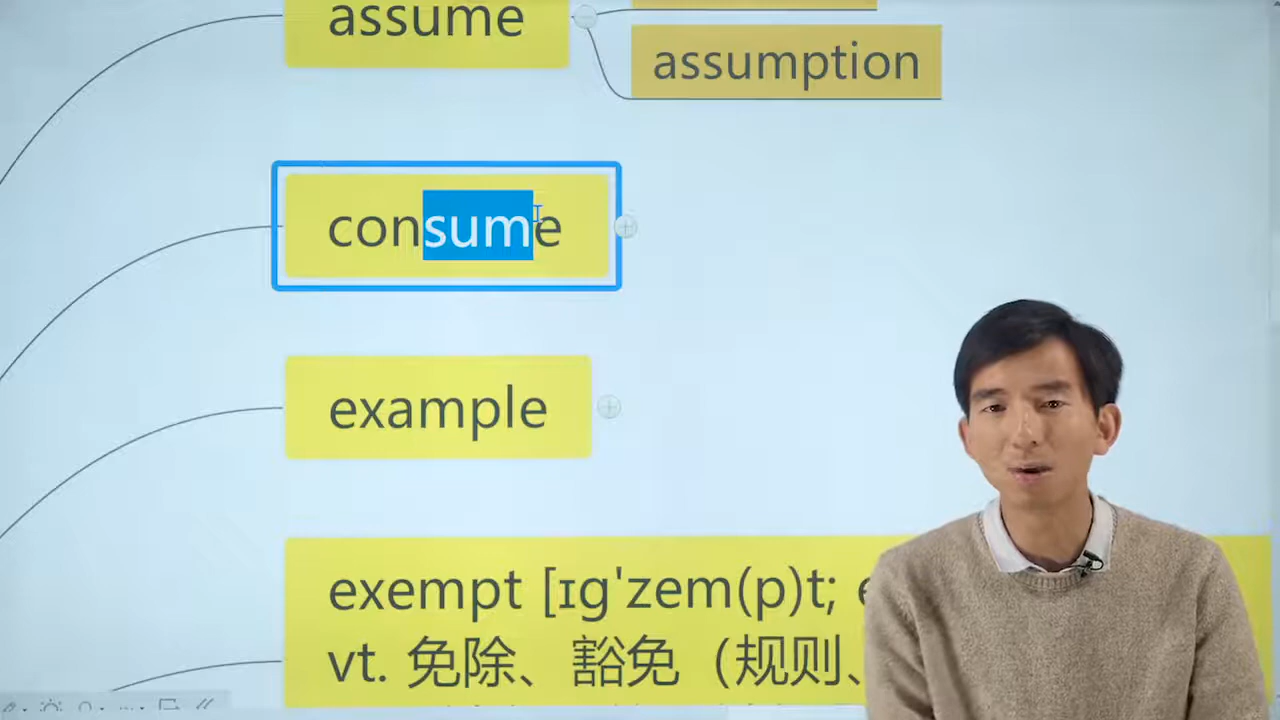 assume
assumption
consume
example
exempt [ɪg'zem(p)t;
vt. 免除、豁免（规则、